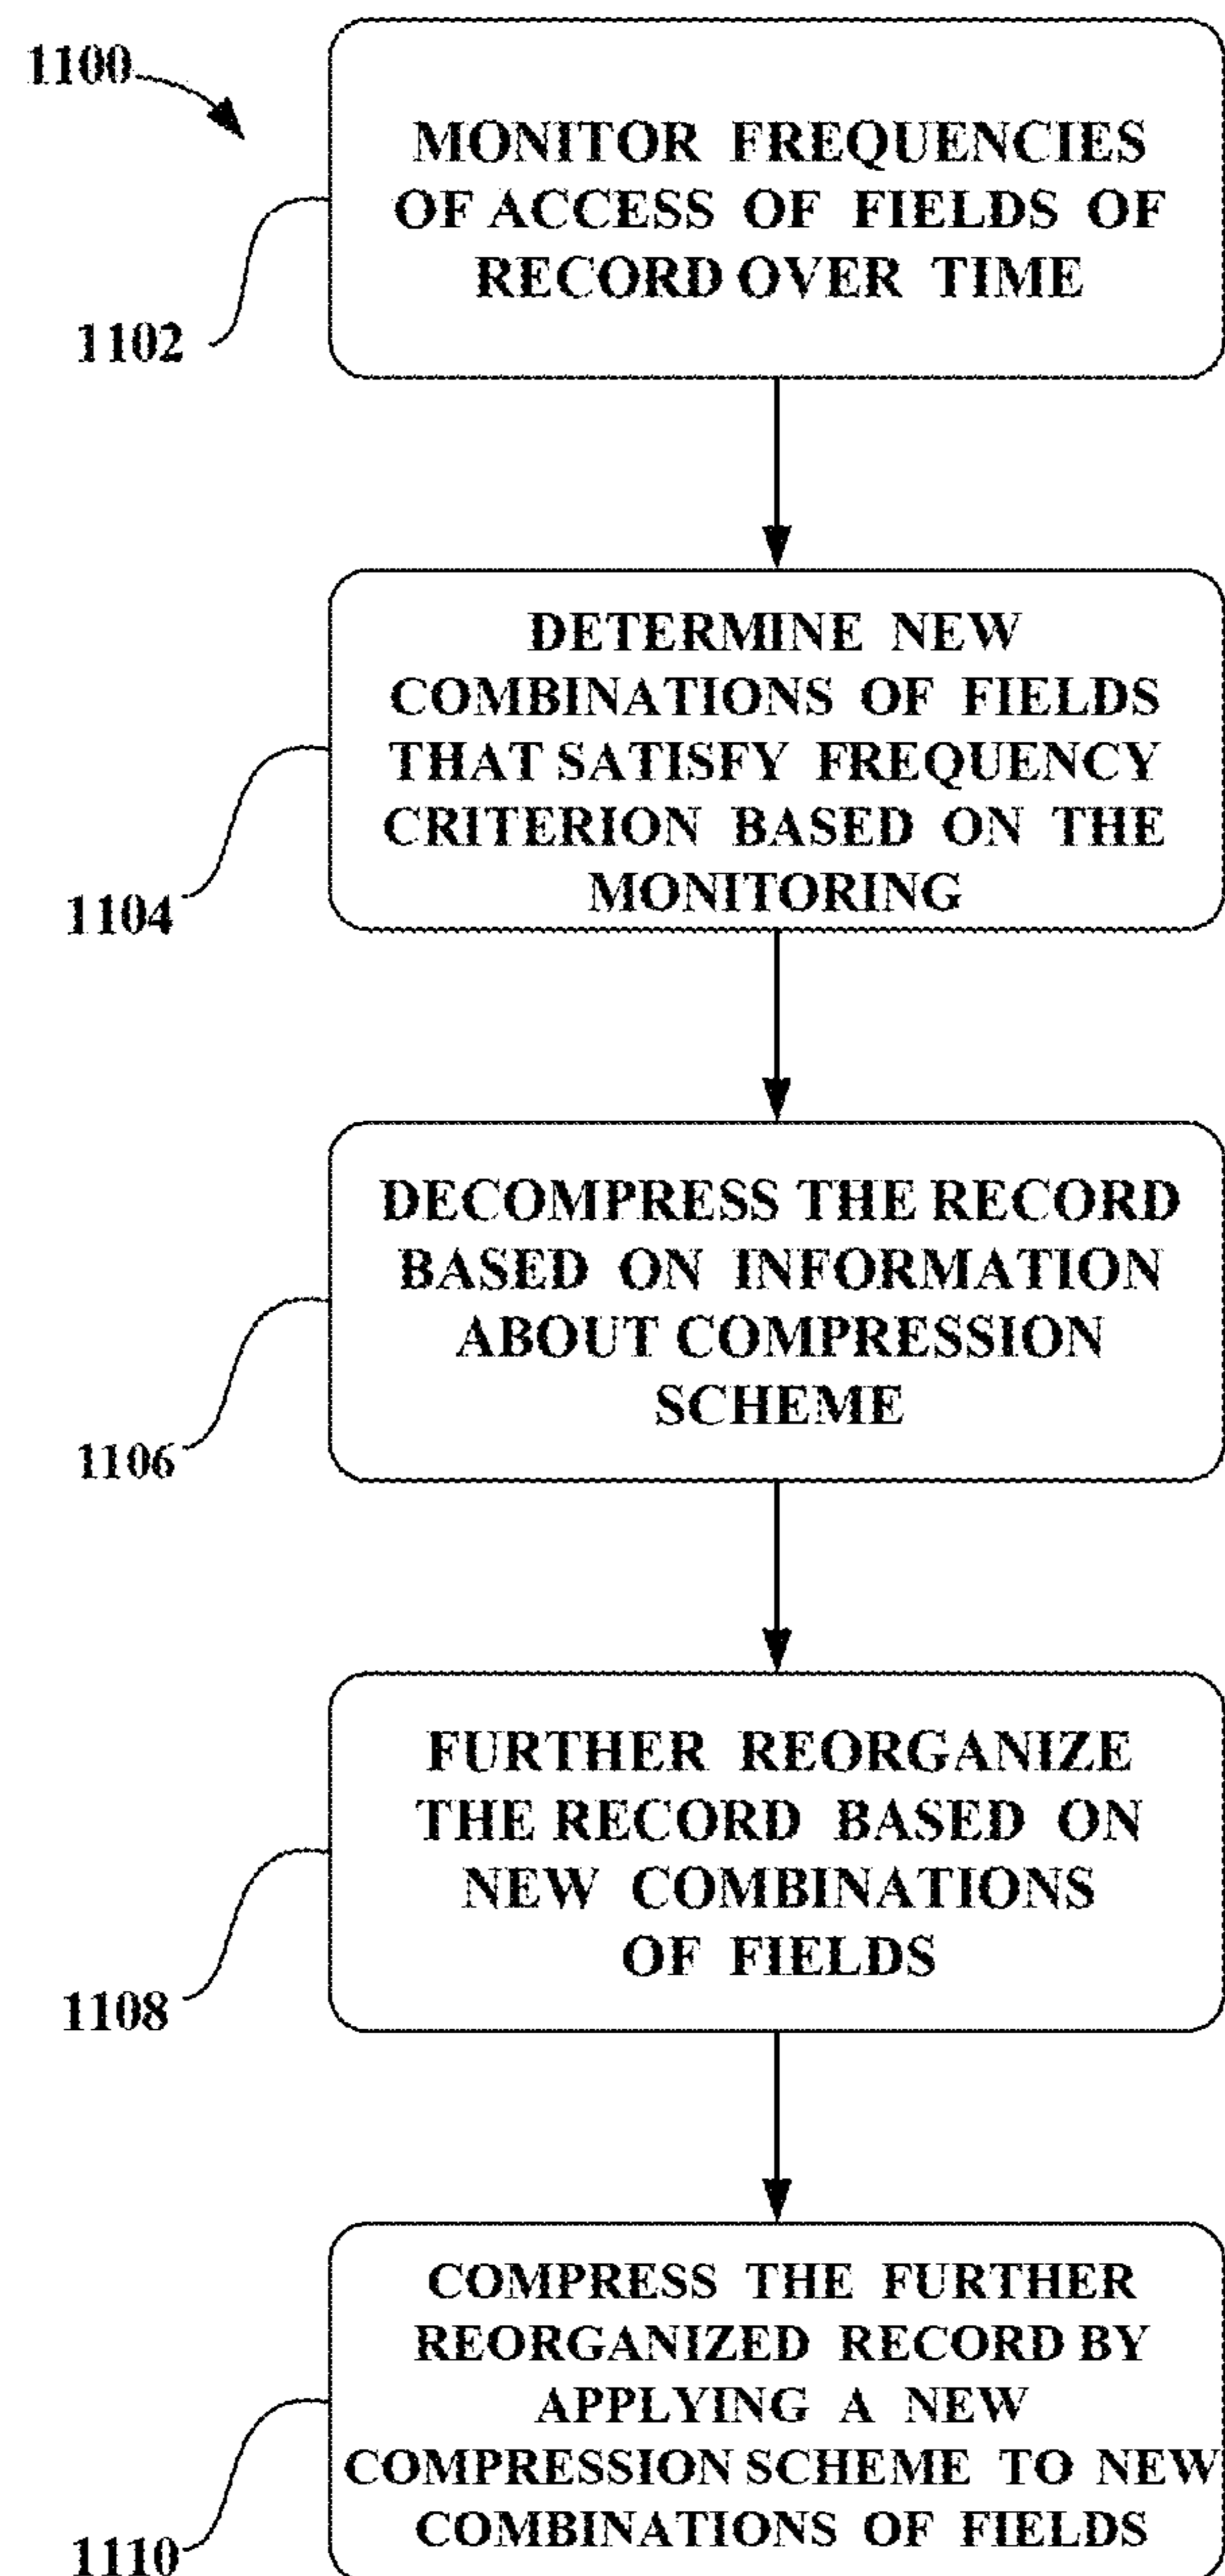 1100
MONITOR FREQUENCIES
OF ACCESS OF FIELDS OF
RECORD OVER TIME
1102
DETERMINE NEW
COMBINATIONS OF FIELDS
THAT SATISFY FREQUENCY
CRITERION BASED ON THE
MONITORING
1104
DECOMPRESS THE RECORD
BASED ON INFORMATION
ABOUT COMPRESSION
SCHEME
1106
FURTHER REORGANIZE
THE RECORD BASED ON
NEW COMBINATIONS
OF FIELDS
1108
COMPRESS THE FURTHER
REORGANIZED RECORD BY
APPLYING A NEW
COMPRESSION SCHEME TO NEW
COMBINATIONS OF FIELDS
1110